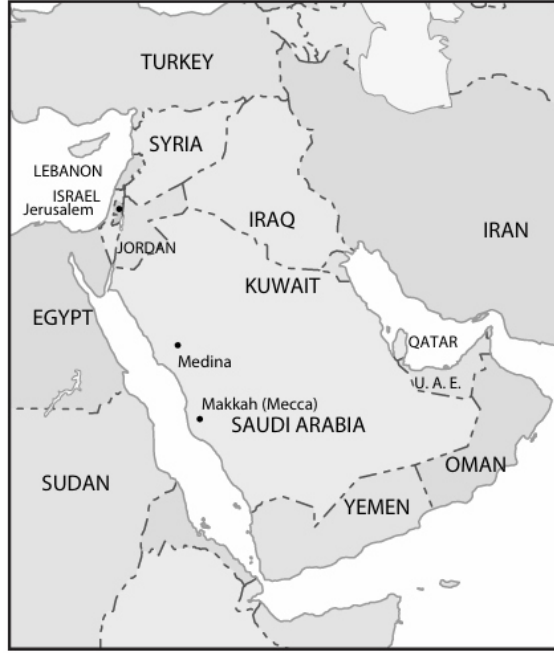 TURKEY
SYRIA
LEBANON
ISRAEL
Jerusalem
IRAQ
IRAN
JORDAN
KUWAIT
EGYPT
QATAR
Medina
U. A. E.
Makkah (Mecca)
SAUDI ARABIA
OMAN
SUDAN
YEMEN